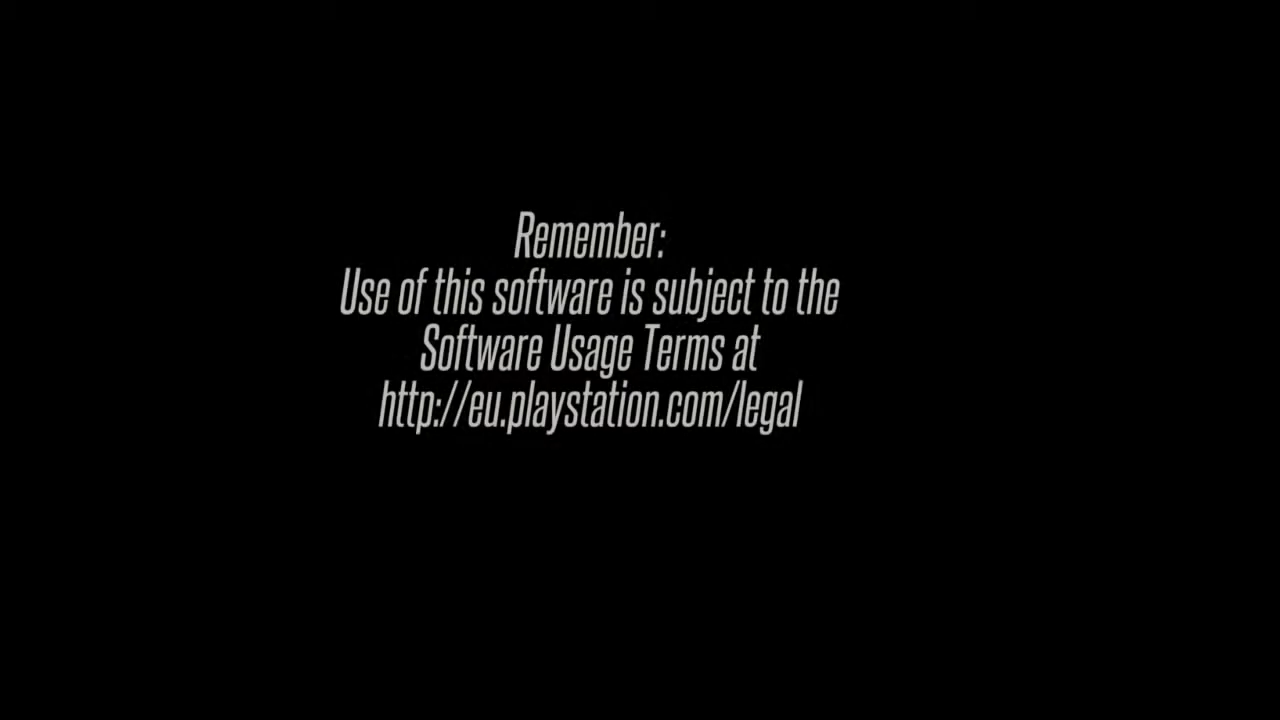 Remember:
Use of this software is subject to the
Software Usage Terms at
http://eu.playstation.com/legal